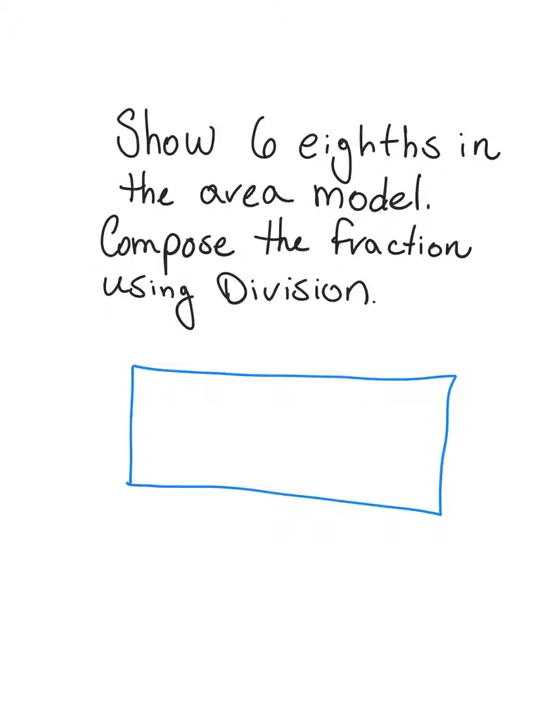 Show 6 eighths in
the area model.
Compose the fraction
using Division.